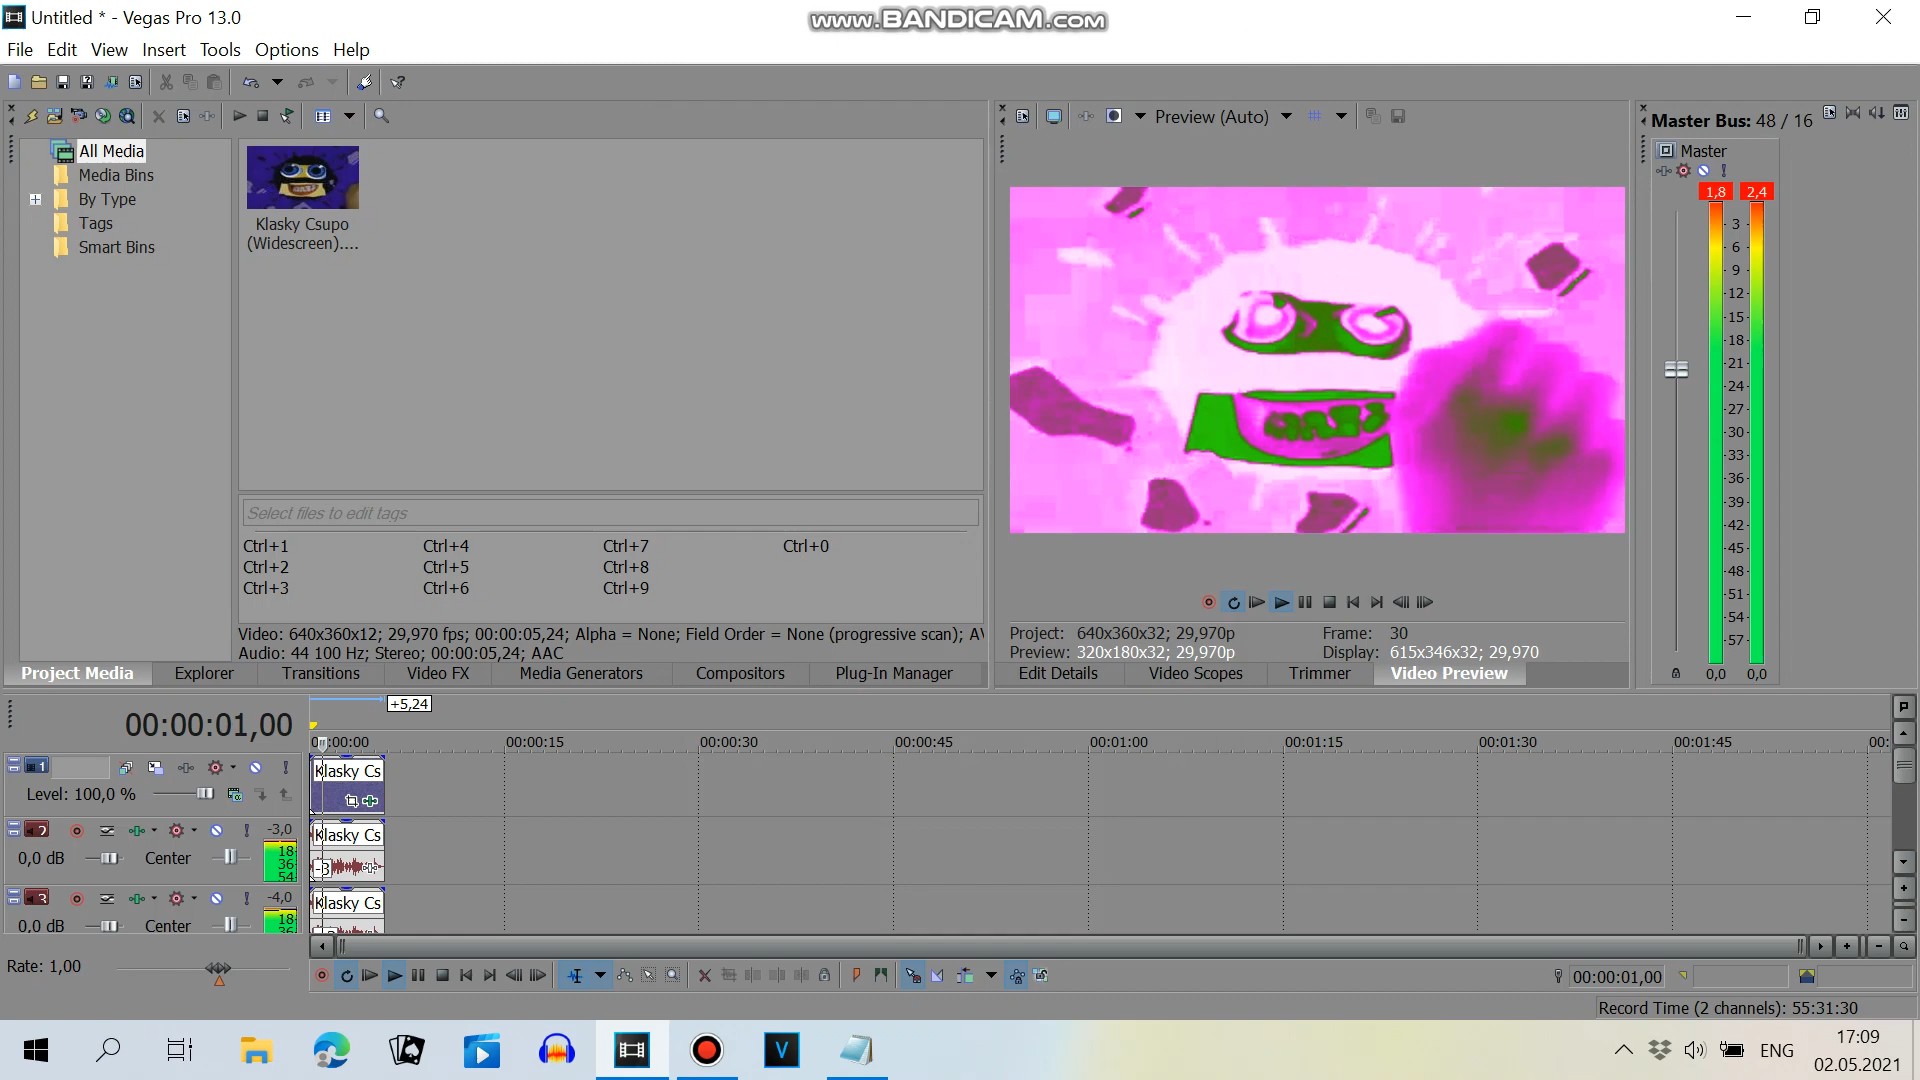 Untitled * - Vegas Pro 13.0
www.BANDICAM.com
File Edit View Insert Tools Options Help
All Media
Media Bins
By Type
Tags
Smart Bins
Klasky Csupo
(Widescreen)....
Select files to edit tags
Ctrl+1 Ctrl+4 Ctrl+7 Ctrl+0
Ctrl+2 Ctrl+5 Ctrl+8
Ctrl+3 Ctrl+6 Ctrl+9
Video: 640x360x12; 29,970 fps; 00:00:05,24; Alpha = None; Field Order = None (progressive scan); AV
Audio: 44 100 Hz; Stereo; 00:00:05,24; AAC
Project Media Explorer Transitions Video FX Media Generators Compositors Plug-In Manager
Preview (Auto)
Project: 640x360x32; 29,970p Frame: 30
Preview: 320x180x32; 29,970p Display: 615x346x32; 29,970
Edit Details Video Scopes Trimmer Video Preview
Master Bus: 48 / 16
Master
1,8 2,4
3
6
9
12
15
18
21
24
27
30
33
36
39
42
45
48
51
54
57
0,0 0,0
00:00:01,00
+5,24
00:00:00 00:00:15 00:00:30 00:00:45 00:01:00 00:01:15 00:01:30 00:01:45 00:
1
Klasky Cs
Level: 100,0 %
2
-3,0
Klasky Cs
0,0 dB Center
18
36
54
-3
3
-4,0
Klasky Cs
0,0 dB Center
18
36
Rate: 1,00
00:00:01,00
Record Time (2 channels): 55:31:30
V
ENG
17:09
02.05.2021